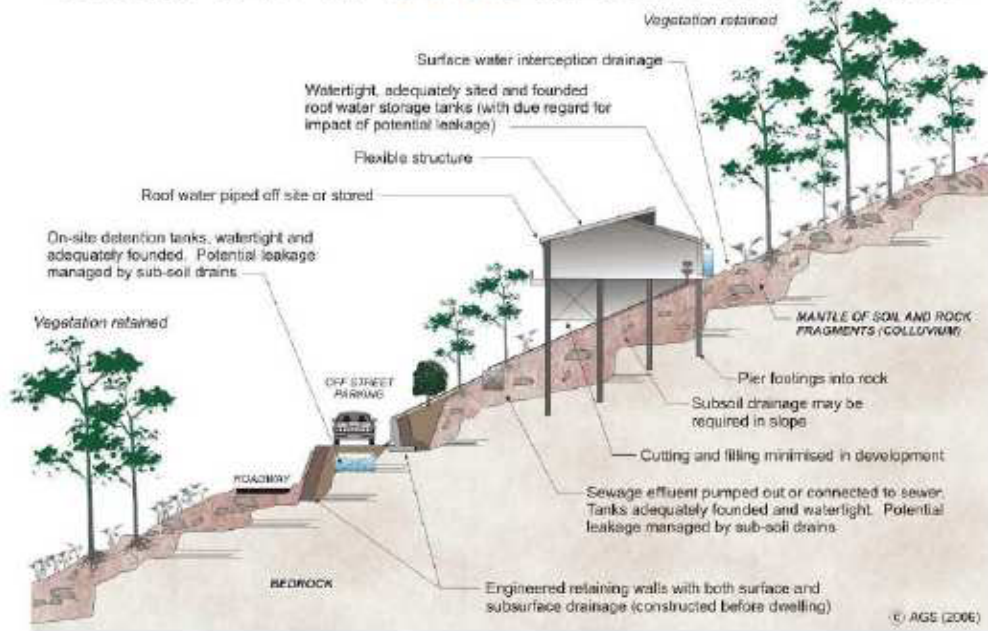 Vegetation retained
Surface water interception drainage
Watertight, adequately sited and founded
roof water storage tanks (with due regard for
impact of potential leakage)
Flexible structure
Roof water piped off site or stored
On-site detention tanks, watertight and
adequately founded. Potential leakage
managed by sub-soil drains
Vegetation retained
MANTLE OF SOIL AND ROCK
FRAGMENTS (COLLUVIUM)
OFF STREET
PARKING
Pier footings into rock
Subsoil drainage may be
required in slope
Cutting and filling minimised in development
ROADWAY
Sewage effluent pumped out or connected to sewer.
Tanks adequately founded and watertight. Potential
leakage managed by sub-soil drains
BEDROCK
Engineered retaining walls with both surface and
subsurface drainage (constructed before dwelling)
© AGS (2006)